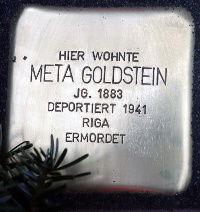 HIER WOHNTE
META GOLDSTEIN
JG. 1883
DEPORTIERT 1941
RIGA
ERMORDET